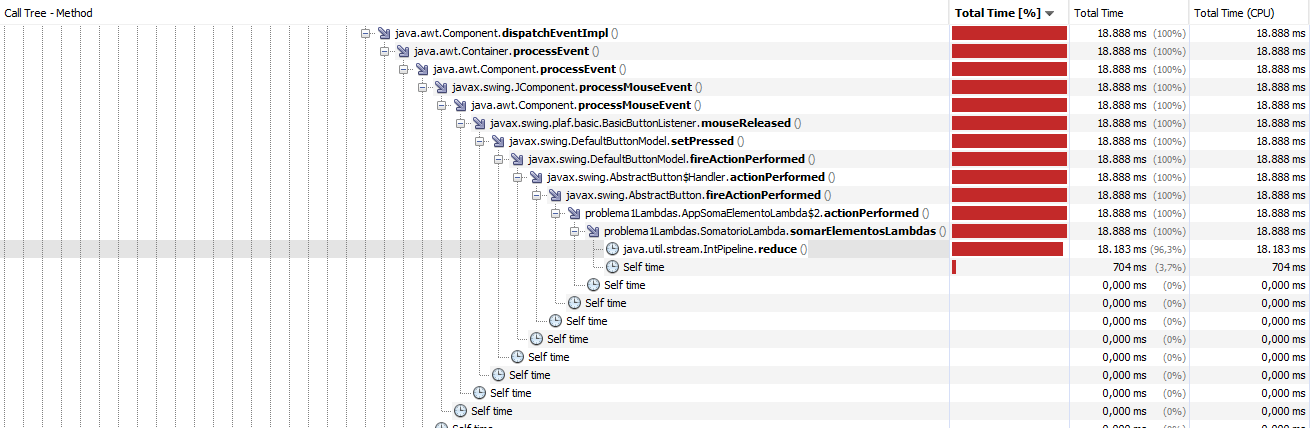 Call Tree - Method Total Time [%] Total Time Total Time (CPU)
java.awt.Component.dispatchEventImpl () 18.888 ms (100%) 18.888 ms
java.awt.Container.processEvent () 18.888 ms (100%) 18.888 ms
java.awt.Component.processEvent () 18.888 ms (100%) 18.888 ms
javax.swing.JComponent.processMouseEvent () 18.888 ms (100%) 18.888 ms
java.awt.Component.processMouseEvent () 18.888 ms (100%) 18.888 ms
javax.swing.plaf.basic.BasicButtonListener.mouseReleased () 18.888 ms (100%) 18.888 ms
javax.swing.DefaultButtonModel.setPressed () 18.888 ms (100%) 18.888 ms
javax.swing.DefaultButtonModel.fireActionPerformed () 18.888 ms (100%) 18.888 ms
javax.swing.AbstractButton$Handler.actionPerformed () 18.888 ms (100%) 18.888 ms
javax.swing.AbstractButton.fireActionPerformed () 18.888 ms (100%) 18.888 ms
problema1Lambdas.AppSomaElementoLambda$2.actionPerformed () 18.888 ms (100%) 18.888 ms
problema1Lambdas.SomatorioLambda.somarElementosLambdas () 18.888 ms (100%) 18.888 ms
java.util.stream.IntPipeline.reduce () 18.183 ms (96,3%) 18.183 ms
Self time 704 ms (3,7%) 704 ms
Self time 0,000 ms (0%) 0,000 ms
Self time 0,000 ms (0%) 0,000 ms
Self time 0,000 ms (0%) 0,000 ms
Self time 0,000 ms (0%) 0,000 ms
Self time 0,000 ms (0%) 0,000 ms
Self time 0,000 ms (0%) 0,000 ms
Self time 0,000 ms (0%) 0,000 ms
Self time 0,000 ms (0%) 0,000 ms
Self time